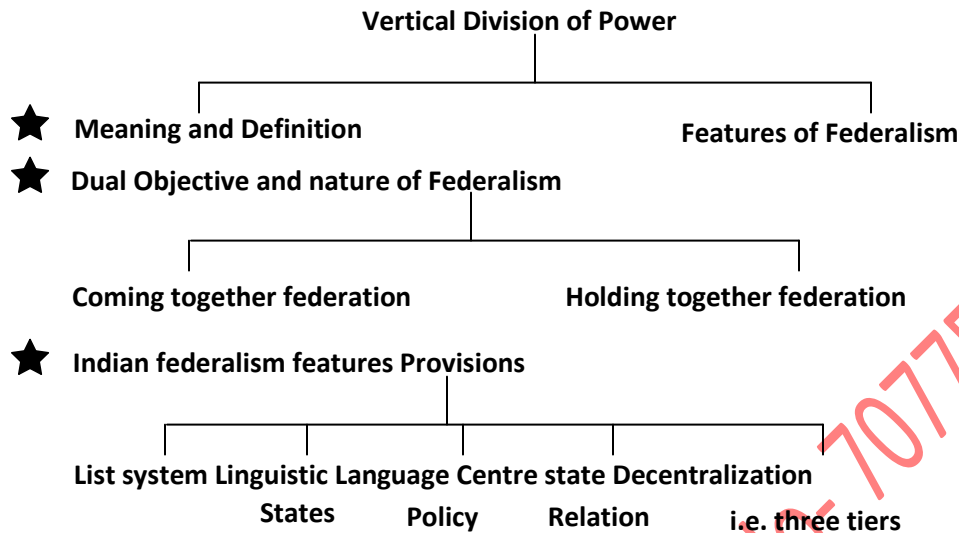 Vertical Division of Power
Meaning and Definition
Features of Federalism
Dual Objective and nature of Federalism
Coming together federation
Holding together federation
Indian federalism features Provisions
List system Linguistic Language Centre state Decentralization
States Policy Relation i.e. three tiers